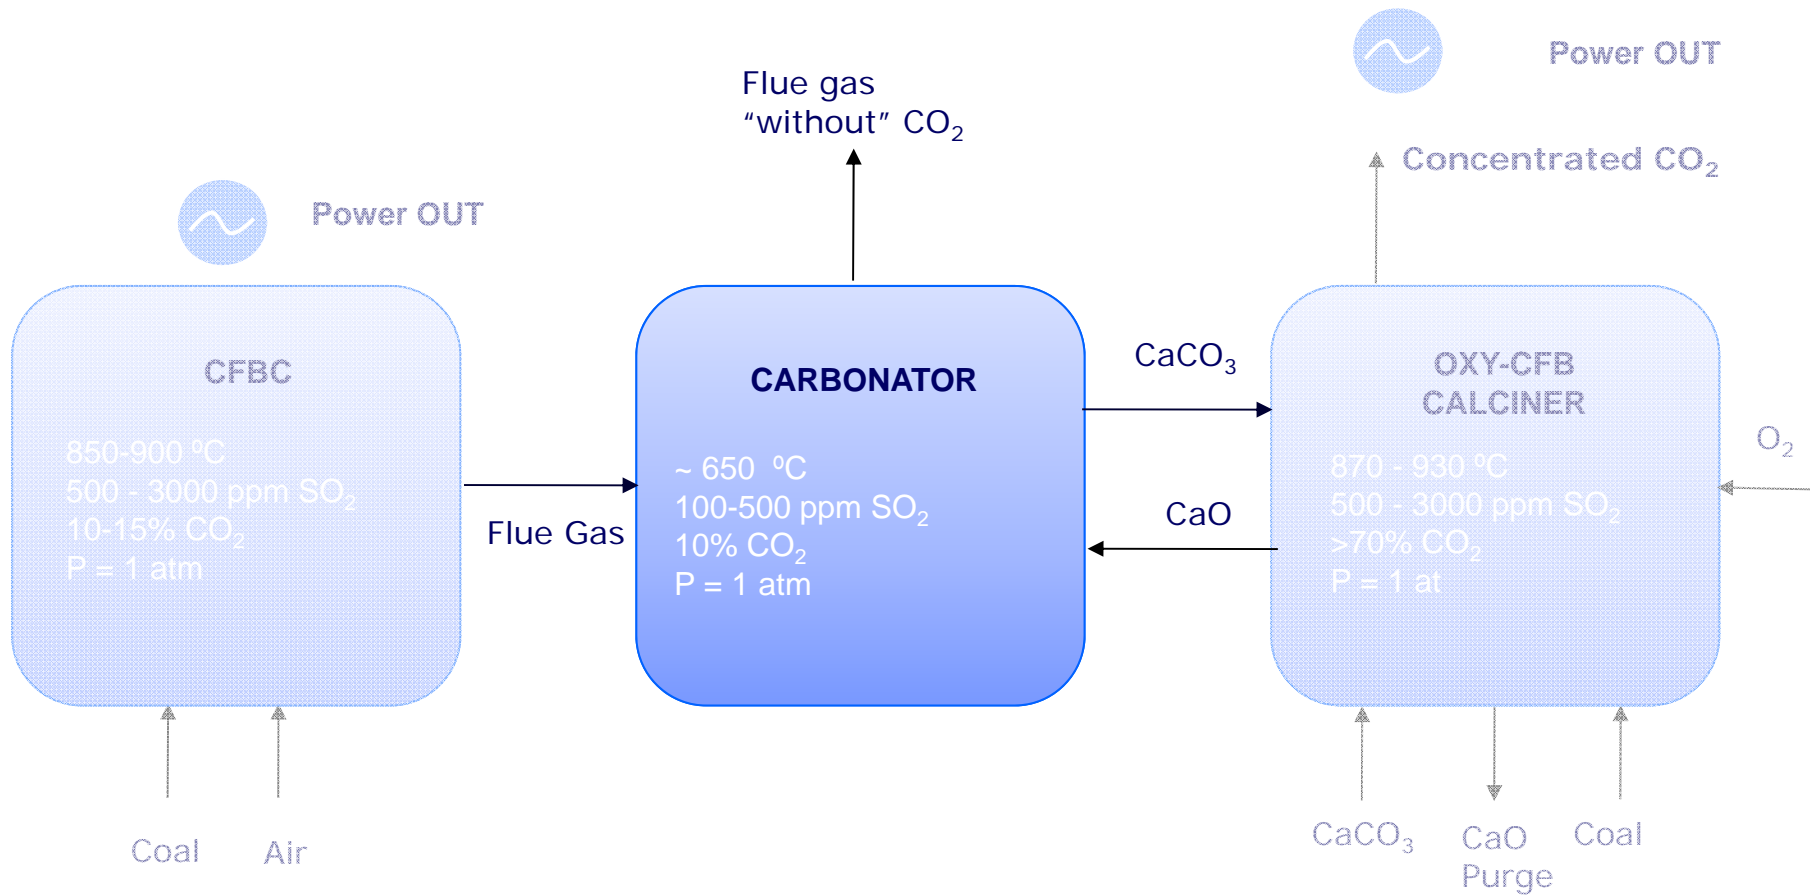 Power OUT
Flue gas
“without” CO₂
Concentrated CO₂
Power OUT
CFBC
850-900 ºC
500 - 3000 ppm SO₂
10-15% CO₂
P = 1 atm
Coal
Air
Flue Gas
CARBONATOR
~ 650 ºC
100-500 ppm SO₂
10% CO₂
P = 1 atm
CaCO₃
CaO
OXY-CFB
CALCINER
870 - 930 ºC
500 - 3000 ppm SO₂
>70% CO₂
P = 1 at
O₂
CaCO₃
CaO
Purge
Coal